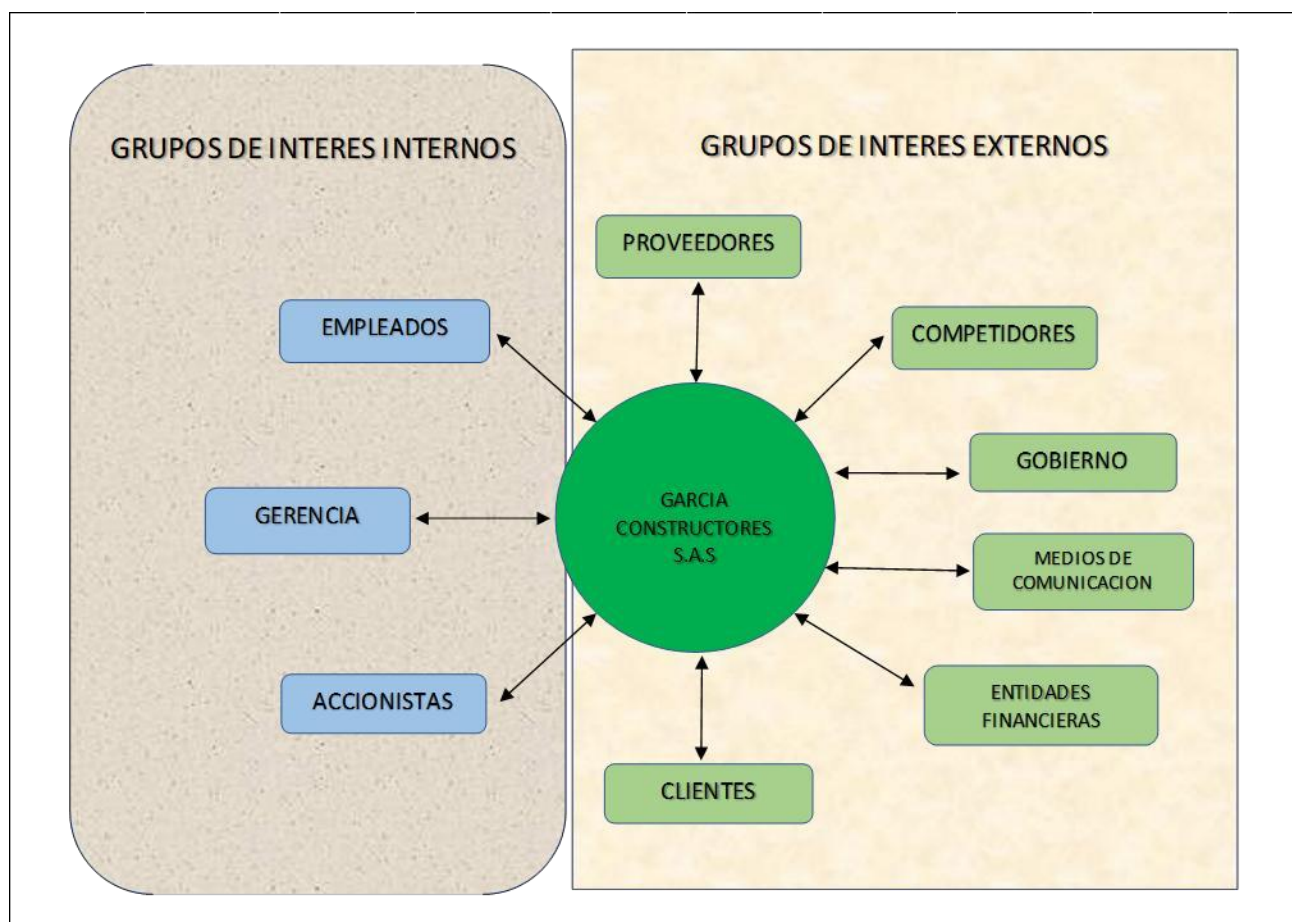 GRUPOS DE INTERES INTERNOS
GRUPOS DE INTERES EXTERNOS
PROVEEDORES
EMPLEADOS
COMPETIDORES
GOBIERNO
GERENCIA
GARCIA
CONSTRUCTORES
S.A.S
MEDIOS DE
COMUNICACION
ACCIONISTAS
ENTIDADES
FINANCIERAS
CLIENTES